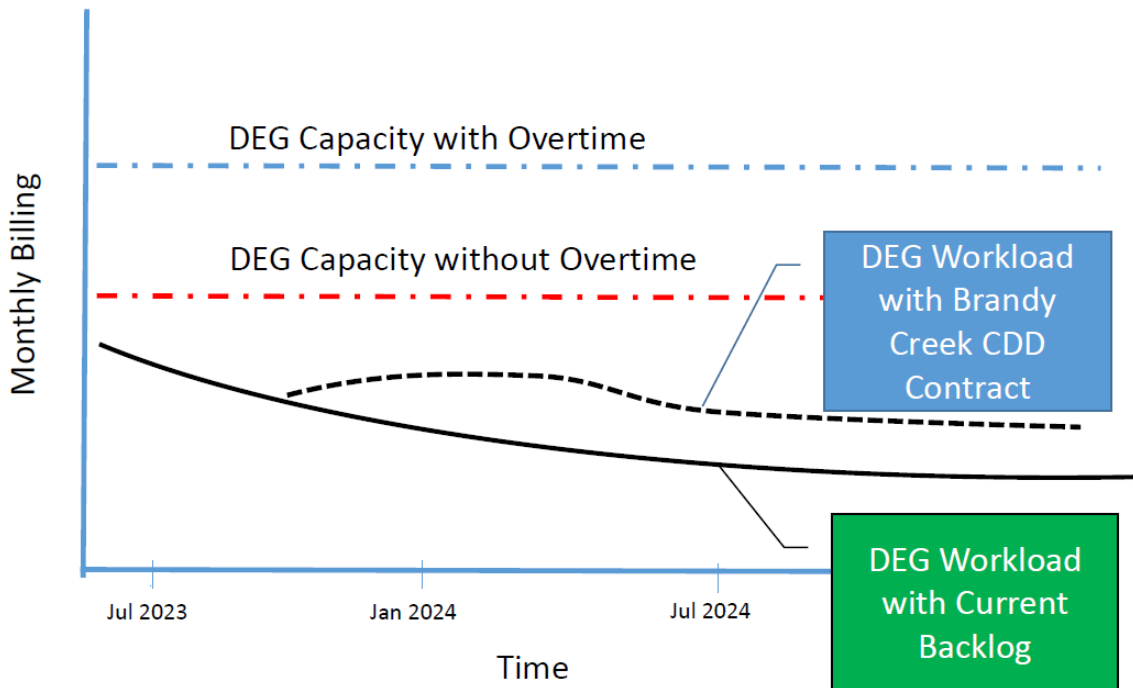 DEG Capacity with Overtime
Monthly Billing
DEG Capacity without Overtime
DEG Workload
with Brandy
Creek CDD
Contract
DEG Workload
with Current
Backlog
Jul 2023
Jan 2024
Jul 2024
Time